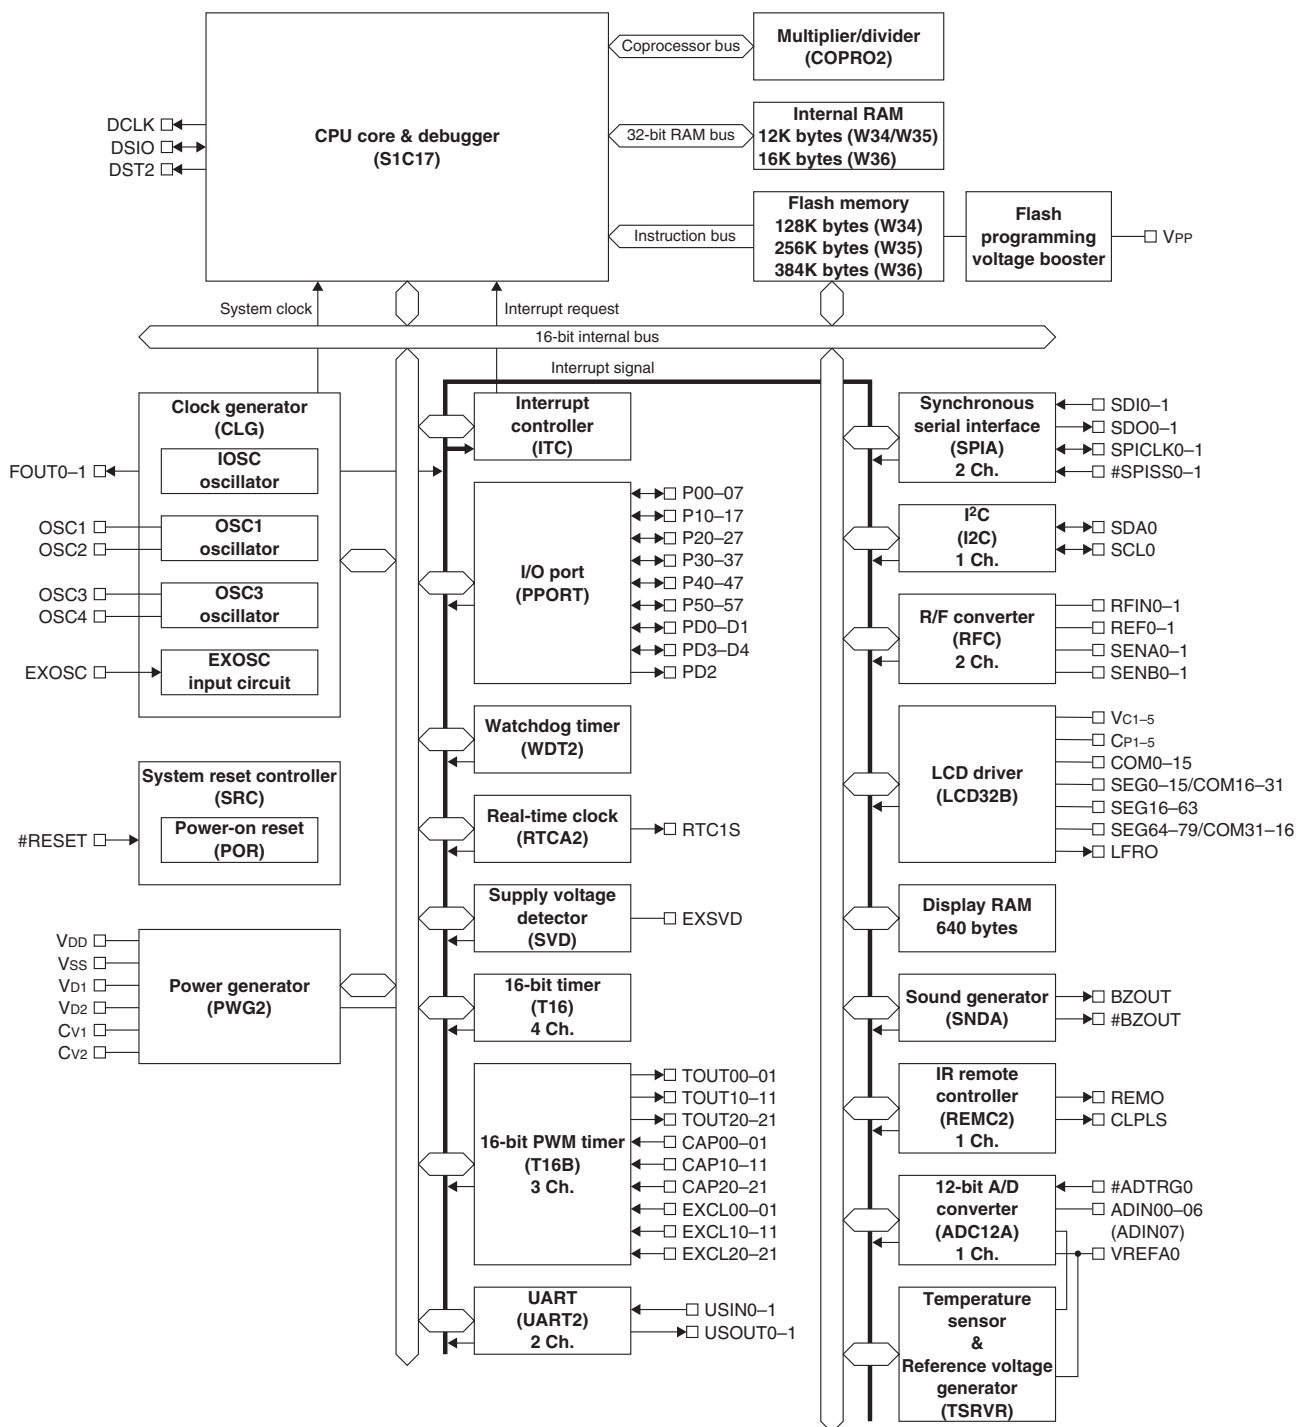 Multiplier/divider
(COPRO2)
Coprocessor bus
DCLK
DSIO
DST2
CPU core & debugger
(S1C17)
32-bit RAM bus
Internal RAM
12K bytes (W34/W35)
16K bytes (W36)
Instruction bus
Flash memory
128K bytes (W34)
256K bytes (W35)
384K bytes (W36)
Flash
programming
voltage booster
VPP
System clock
Interrupt request
16-bit internal bus
Interrupt signal
Clock generator
(CLG)
IOSC
oscillator
FOUT0–1
OSC1
OSC2
OSC1
oscillator
OSC3
OSC4
OSC3
oscillator
EXOSC
EXOSC
input circuit
System reset controller
(SRC)
#RESET
Power-on reset
(POR)
VDD
VSS
VD1
VD2
CV1
CV2
Power generator
(PWG2)
Interrupt
controller
(ITC)
I/O port
(PPORT)
P00–07
P10–17
P20–27
P30–37
P40–47
P50–57
PD0–D1
PD3–D4
PD2
Watchdog timer
(WDT2)
Real-time clock
(RTCA2)
RTC1S
Supply voltage
detector
(SVD)
EXSVD
16-bit timer
(T16)
4 Ch.
16-bit PWM timer
(T16B)
3 Ch.
TOUT00–01
TOUT10–11
TOUT20–21
CAP00–01
CAP10–11
CAP20–21
EXCL00–01
EXCL10–11
EXCL20–21
UART
(UART2)
2 Ch.
USIN0–1
USOUT0–1
Synchronous
serial interface
(SPIA)
2 Ch.
SDI0–1
SDO0–1
SPICLK0–1
#SPISS0–1
I²C
(I2C)
1 Ch.
SDA0
SCL0
R/F converter
(RFC)
2 Ch.
RFIN0–1
REF0–1
SENA0–1
SENB0–1
LCD driver
(LCD32B)
VC1–5
CP1–5
COM0–15
SEG0–15/COM16–31
SEG16–63
SEG64–79/COM31–16
LFRO
Display RAM
640 bytes
Sound generator
(SNDA)
BZOUT
#BZOUT
IR remote
controller
(REMC2)
1 Ch.
REMO
CLPLS
12-bit A/D
converter
(ADC12A)
1 Ch.
#ADTRG0
ADIN00–06
(ADIN07)
VREFA0
Temperature
sensor
&
Reference voltage
generator
(TSRVR)